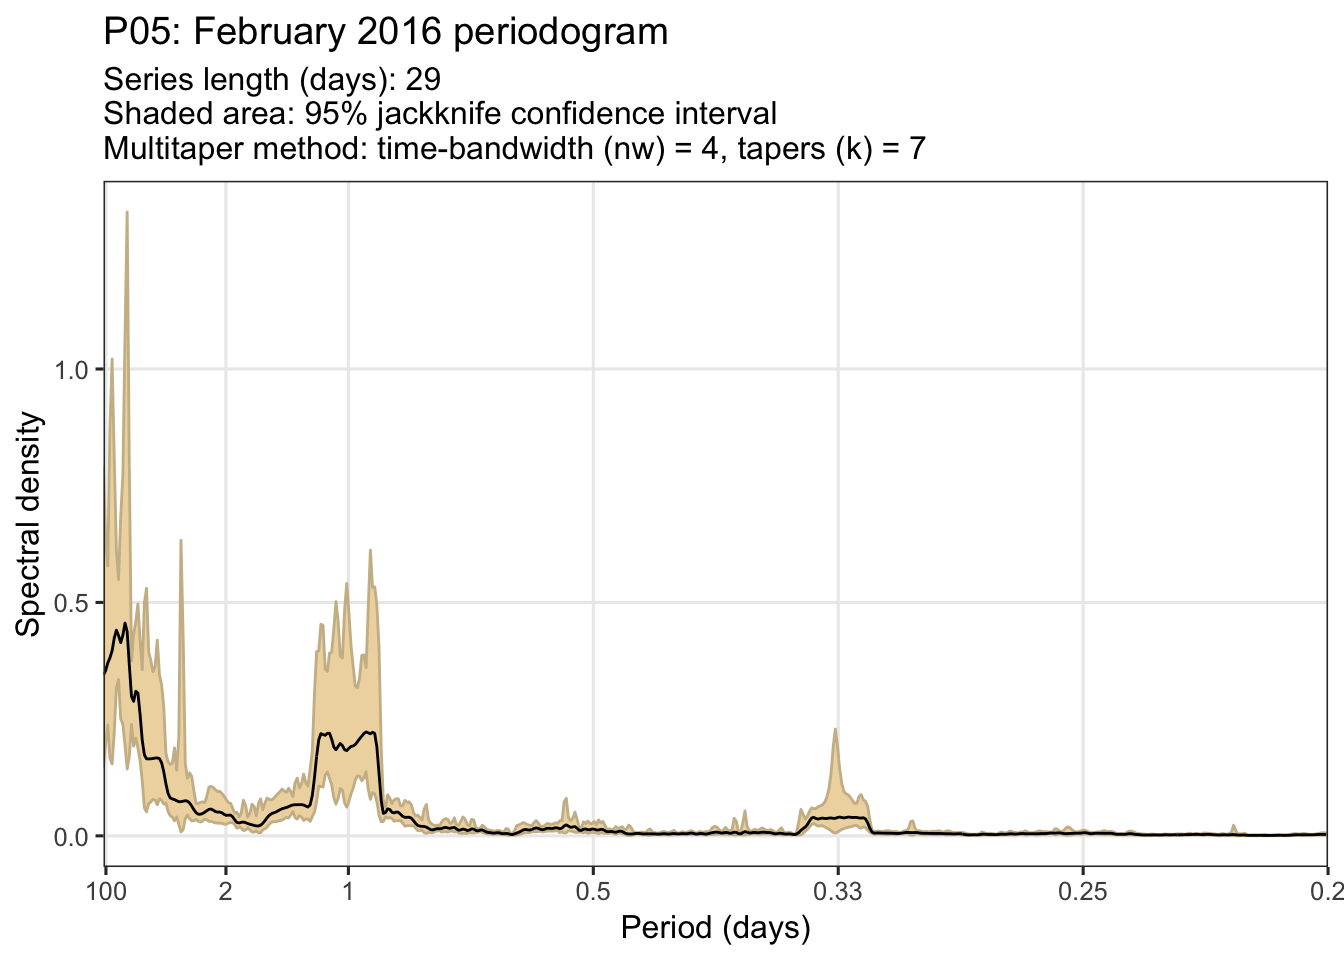 P05: February 2016 periodogram
Series length (days): 29
Shaded area: 95% jackknife confidence interval
Multitaper method: time-bandwidth (nw) = 4, tapers (k) = 7
Spectral density
1.0
0.5
0.0
100 2 1 0.5 0.33 0.25 0.2
Period (days)